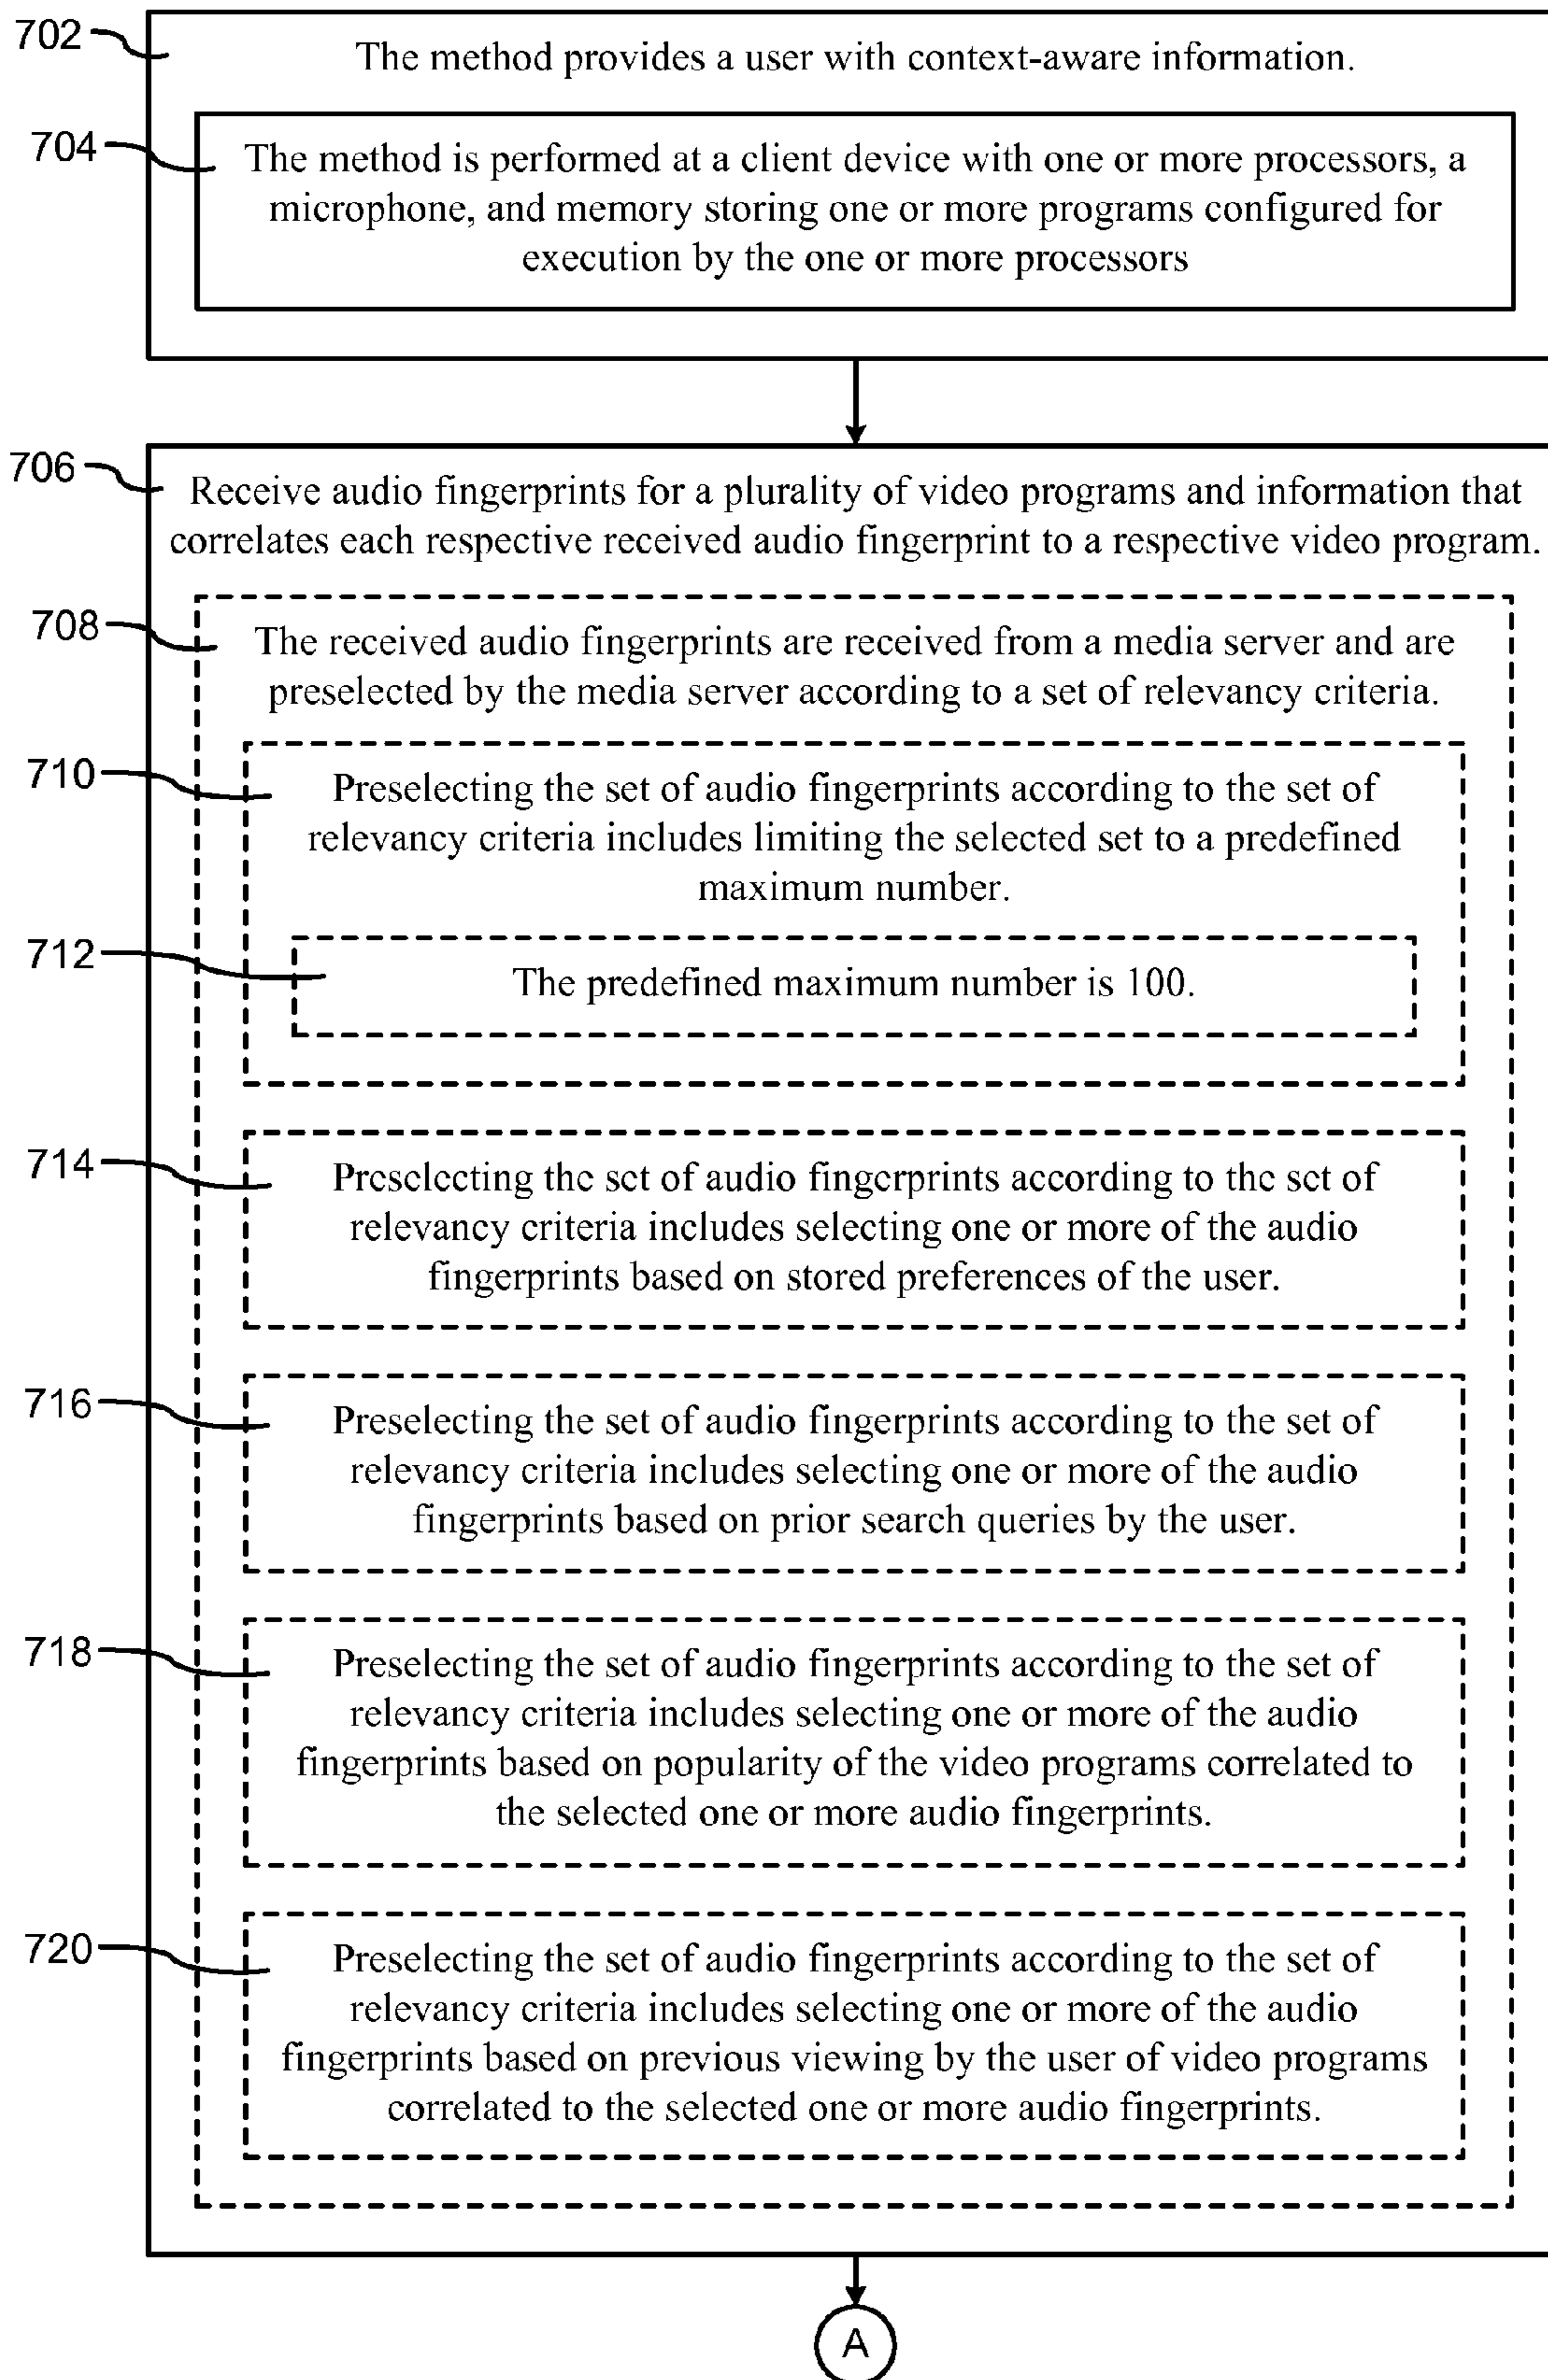 702
The method provides a user with context-aware information.
704
The method is performed at a client device with one or more processors, a
microphone, and memory storing one or more programs configured for
execution by the one or more processors
706
Receive audio fingerprints for a plurality of video programs and information that
correlates each respective received audio fingerprint to a respective video program.
708
The received audio fingerprints are received from a media server and are
preselected by the media server according to a set of relevancy criteria.
710
Preselecting the set of audio fingerprints according to the set of
relevancy criteria includes limiting the selected set to a predefined
maximum number.
712
The predefined maximum number is 100.
714
Preselecting the set of audio fingerprints according to the set of
relevancy criteria includes selecting one or more of the audio
fingerprints based on stored preferences of the user.
716
Preselecting the set of audio fingerprints according to the set of
relevancy criteria includes selecting one or more of the audio
fingerprints based on prior search queries by the user.
718
Preselecting the set of audio fingerprints according to the set of
relevancy criteria includes selecting one or more of the audio
fingerprints based on popularity of the video programs correlated to
the selected one or more audio fingerprints.
720
Preselecting the set of audio fingerprints according to the set of
relevancy criteria includes selecting one or more of the audio
fingerprints based on previous viewing by the user of video programs
correlated to the selected one or more audio fingerprints.
A